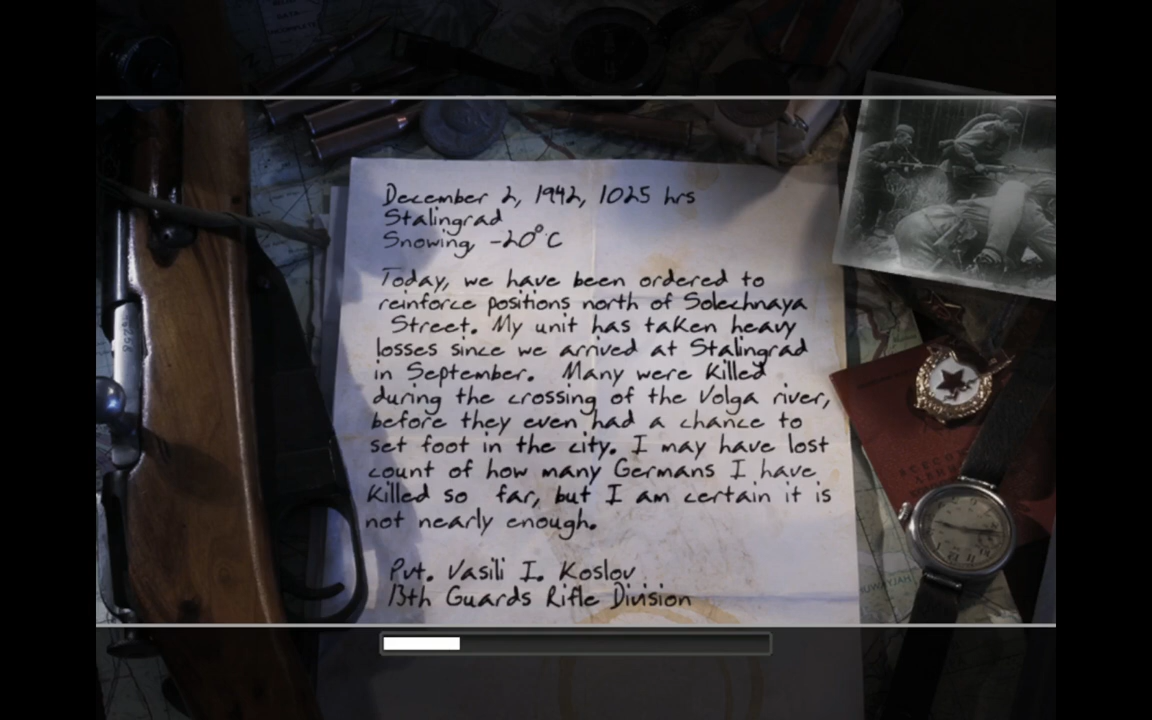 December 2, 1942, 1025 hrs
Stalingrad
Snowing, -20°C
Today, we have been ordered to
reinforce positions north of Solechnaya
Street. My unit has taken heavy
losses since we arrived at Stalingrad
in September. Many were killed
during the crossing of the Volga river,
before they even had a chance to
set foot in the city. I may have lost
count of how many Germans I have
killed so far, but I am certain it is
not nearly enough.
Pvt. Vasili I. Koslov
13th Guards Rifle Division